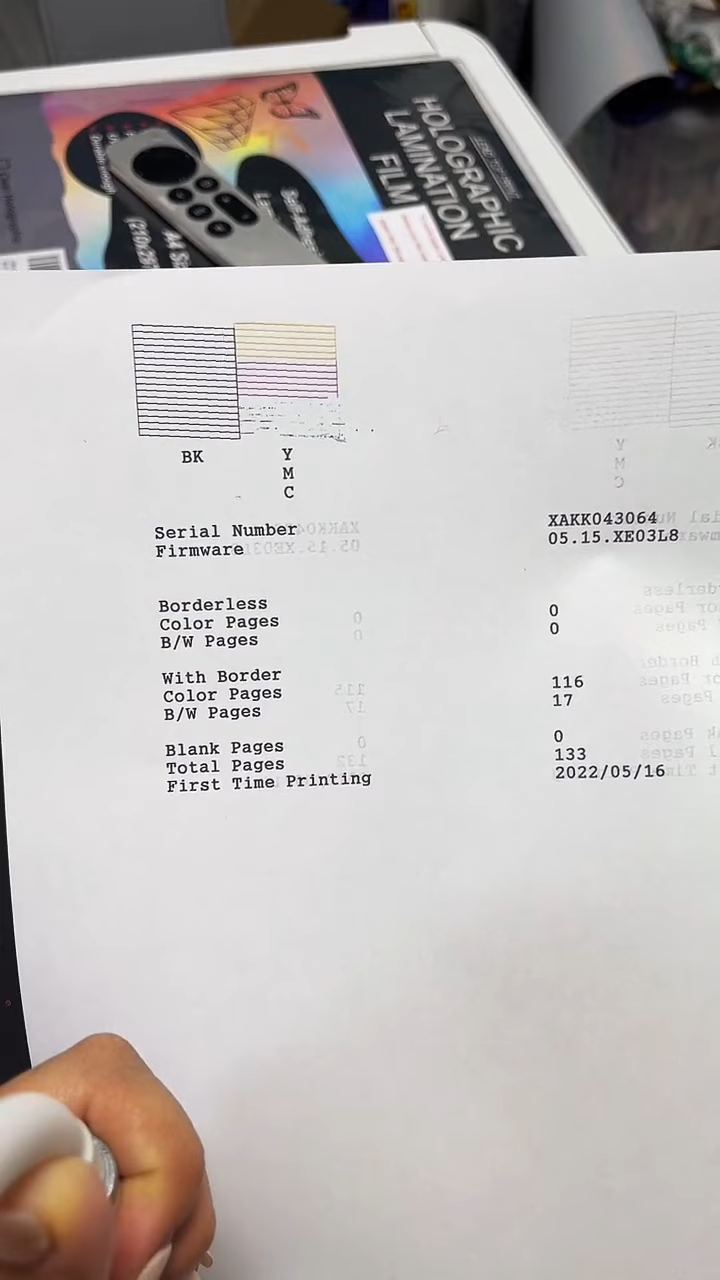 HOLOGRAPHIC
LAMINATION
FILM
BK
Y
M
C
Serial Number XAKK043064
Firmware 05.15.XE03L8
Borderless
Color Pages 0
B/W Pages 0
With Border
Color Pages 116
B/W Pages 17
Blank Pages 0
Total Pages 133
First Time Printing 2022/05/16